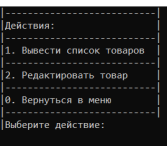 Действия:
1. Вывести список товаров
2. Редактировать товар
0. Вернуться в меню
Выберите действие: